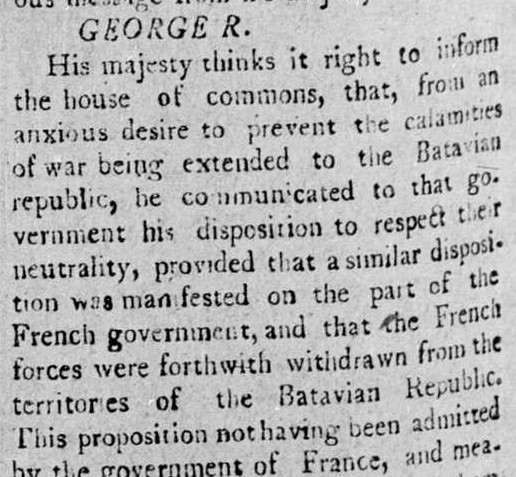 GEORGE R.
His majesty thinks it right to inform
the house of commons, that, from an
anxious desire to prevent the calamities
of war being extended to the Batavian
republic, he communicated to that go-
vernment his disposition to respect their
neutrality, provided that a similar disposi-
tion was manifested on the part of the
French government, and that the French
forces were forthwith withdrawn from the
territories of the Batavian Republic.
This proposition not having been admitted
by the government of France, and mea-